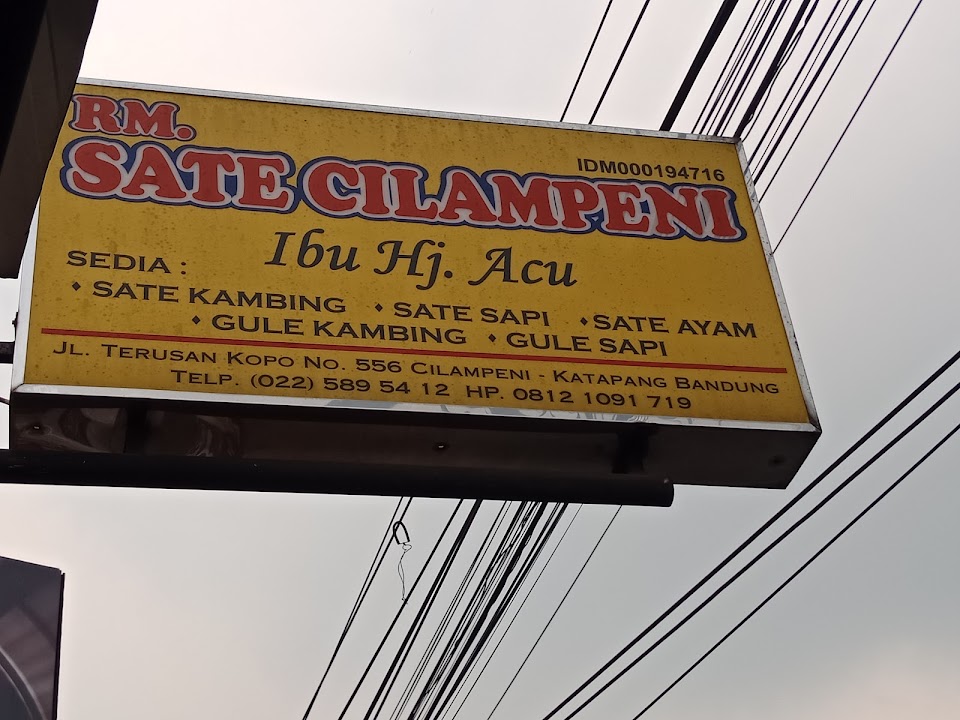 RM.
IDM000194716
SATE CILAMPENI
Ibu Hj. Acu
SEDIA :
• SATE KAMBING • SATE SAPI • SATE AYAM
• GULE KAMBING • GULE SAPI
JL. TERUSAN KOPO NO. 556 CILAMPENI - KATAPANG BANDUNG
TELP. (022) 589 54 12 HP. 0812 1091 719